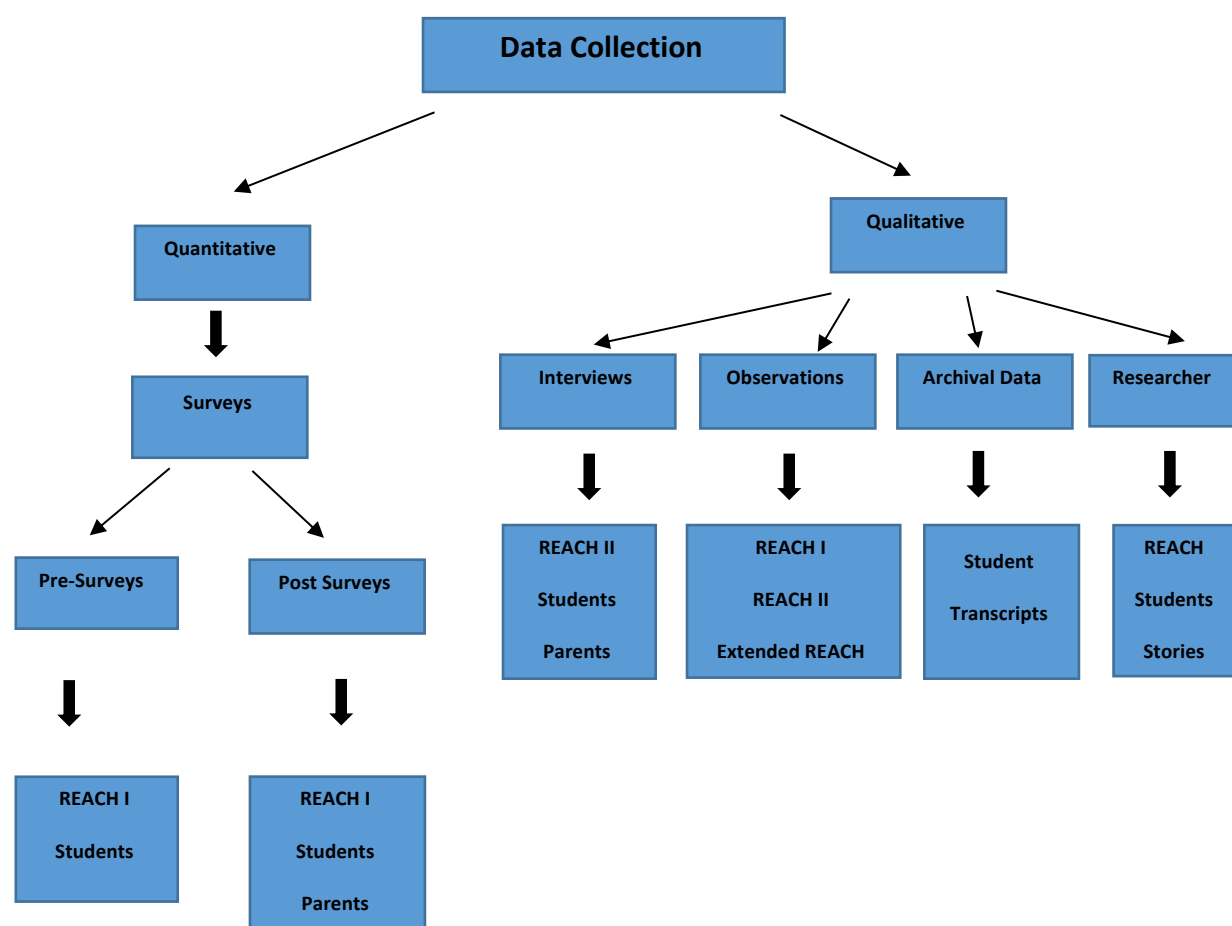 Data Collection
Quantitative
Qualitative
Surveys
Interviews
Observations
Archival Data
Researcher
Pre-Surveys
Post Surveys
REACH II
Students
Parents
REACH I
REACH II
Extended REACH
Student
Transcripts
REACH
Students
Stories
REACH I
Students
REACH I
Students
Parents